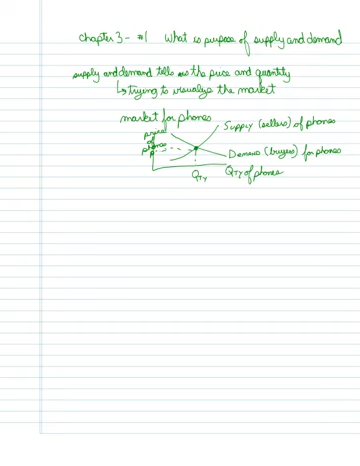 chapter 3 - #1 What is purpose of supply and demand
supply and demand tells us the price and quantity
↳ trying to visualize the market
market for phones
price
of
phones
Supply (sellers) of phones
P
Demand (buyers) for phones
QTY
QTY of phones